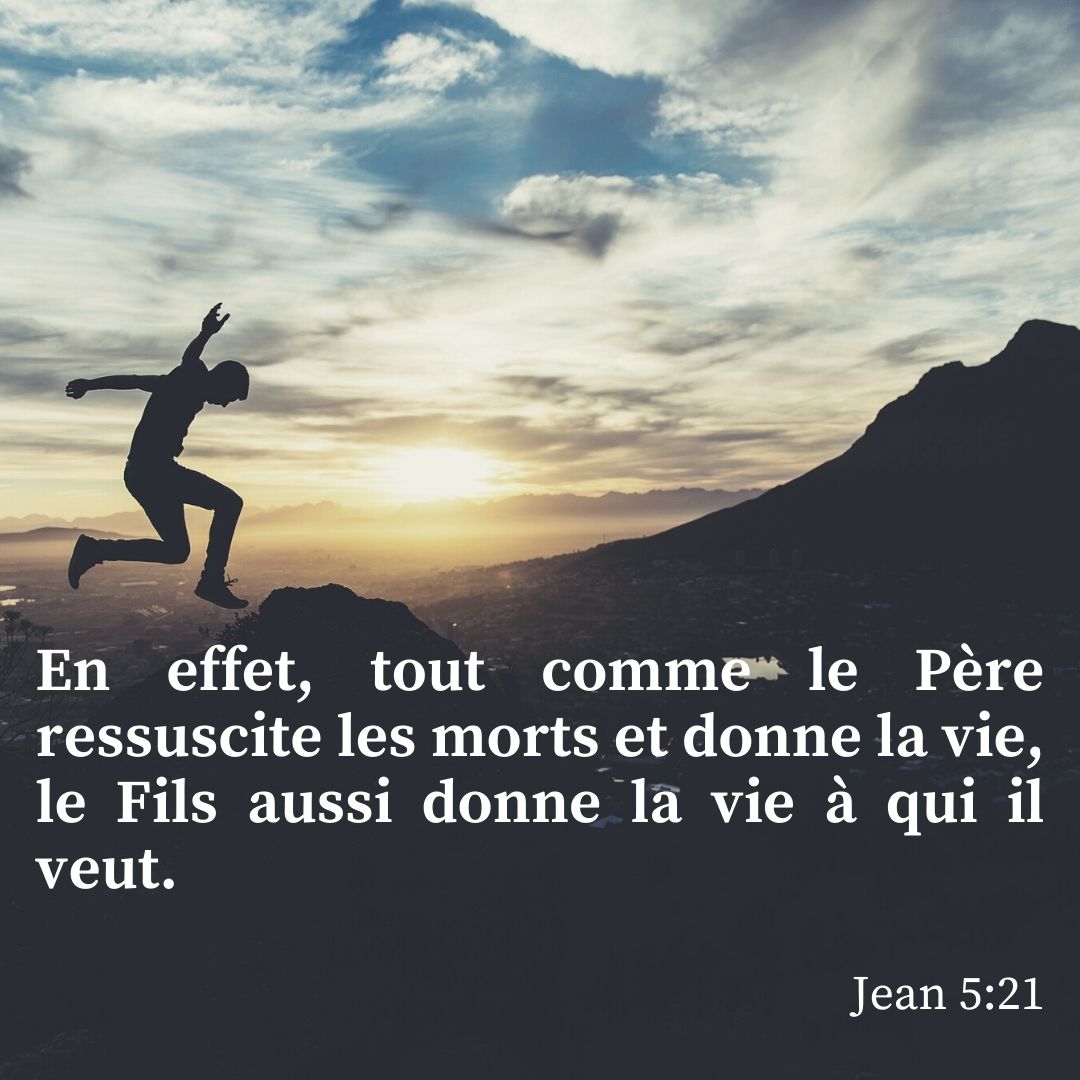 En effet, tout comme le Père
ressuscite les morts et donne la vie,
le Fils aussi donne la vie à qui il
veut.
Jean 5:21